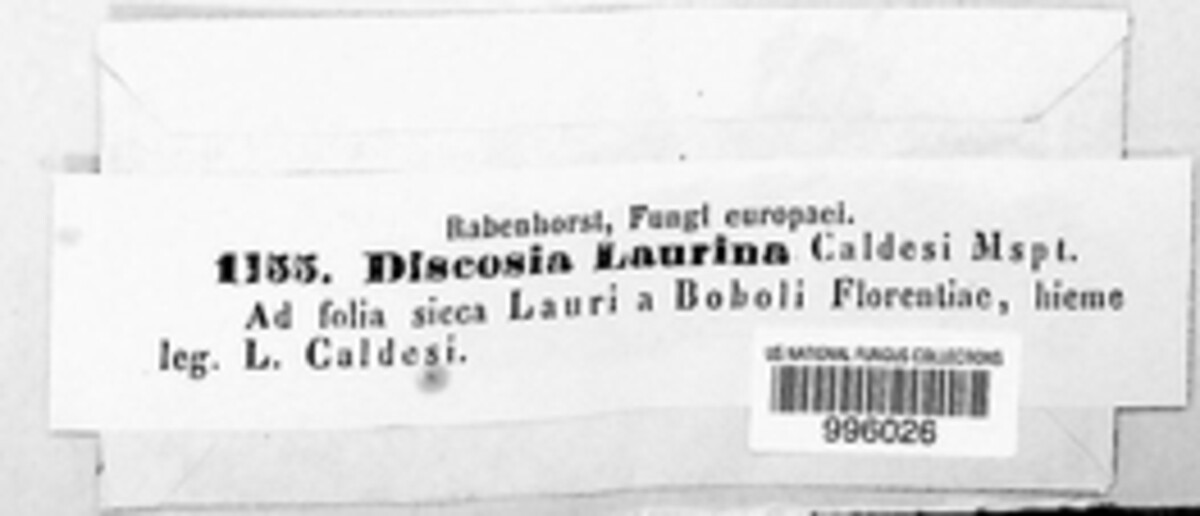 Rabenhorst, Fungi europaei.
1155. Discosia Laurina Caldesi Mspt.
Ad folia sicca Lauri a Boboli Florentiae, hieme
leg. L. Caldesi.
US NATIONAL FUNGUS COLLECTIONS
996026